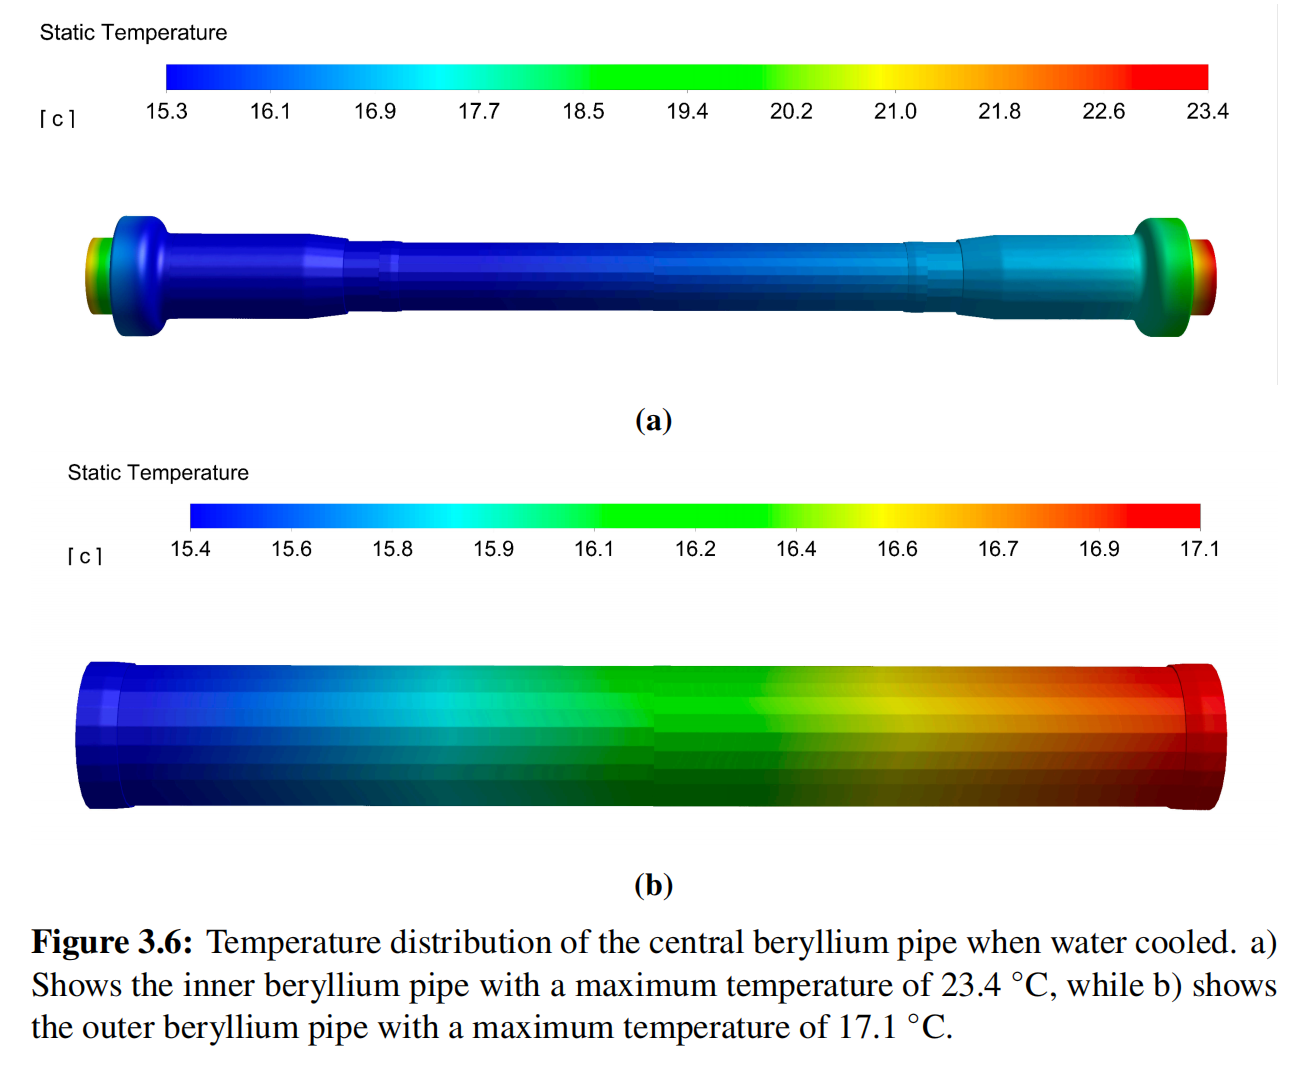 Static Temperature
[ c ]
15.3 16.1 16.9 17.7 18.5 19.4 20.2 21.0 21.8 22.6 23.4
(a)
Static Temperature
[ c ]
15.4 15.6 15.8 15.9 16.1 16.2 16.4 16.6 16.7 16.9 17.1
(b)
Figure 3.6: Temperature distribution of the central beryllium pipe when water cooled. a)
Shows the inner beryllium pipe with a maximum temperature of 23.4 °C, while b) shows
the outer beryllium pipe with a maximum temperature of 17.1 °C.